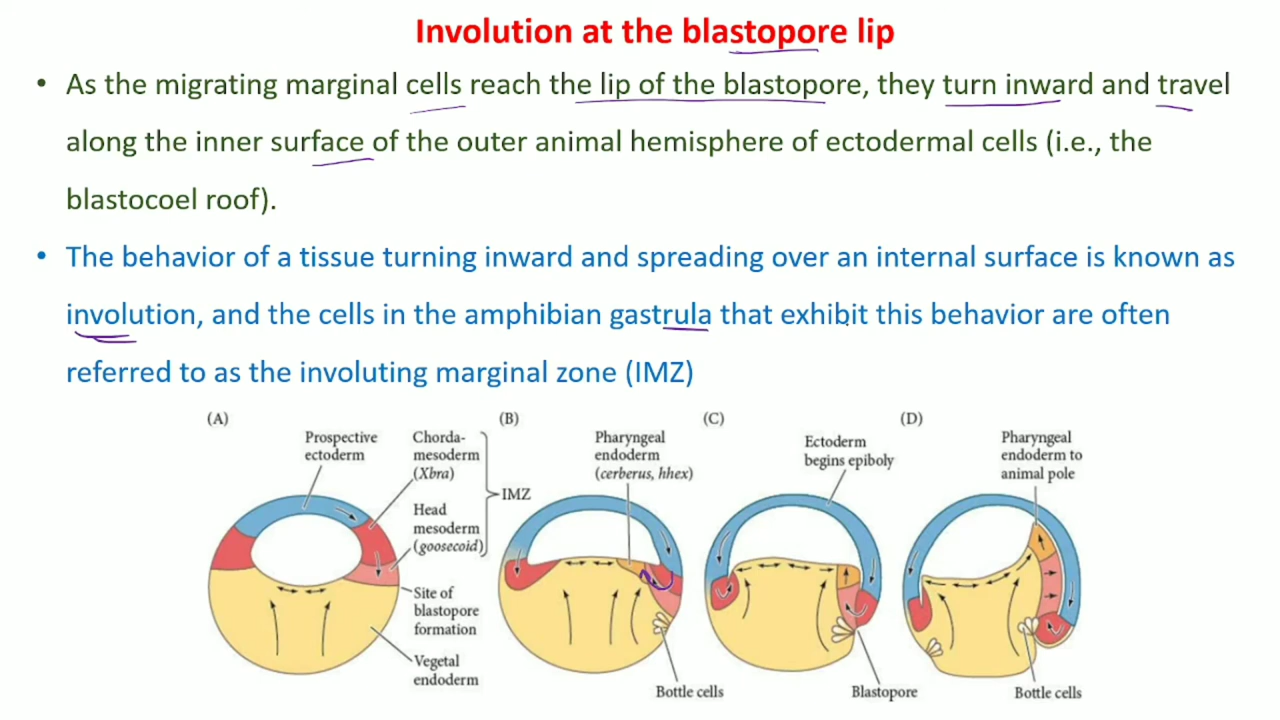 Involution at the blastopore lip
• As the migrating marginal cells reach the lip of the blastopore, they turn inward and travel
along the inner surface of the outer animal hemisphere of ectodermal cells (i.e., the
blastocoel roof).
• The behavior of a tissue turning inward and spreading over an internal surface is known as
involution, and the cells in the amphibian gastrula that exhibit this behavior are often
referred to as the involuting marginal zone (IMZ)
(A)
Prospective
ectoderm
Chorda-
mesoderm
(Xbra)
Head
mesoderm
(goosecoid)
IMZ
Site of
blastopore
formation
Vegetal
endoderm
(B)
Pharyngeal
endoderm
(cerberus, hhex)
Bottle cells
(C)
Ectoderm
begins epiboly
Blastopore
(D)
Pharyngeal
endoderm to
animal pole
Bottle cells